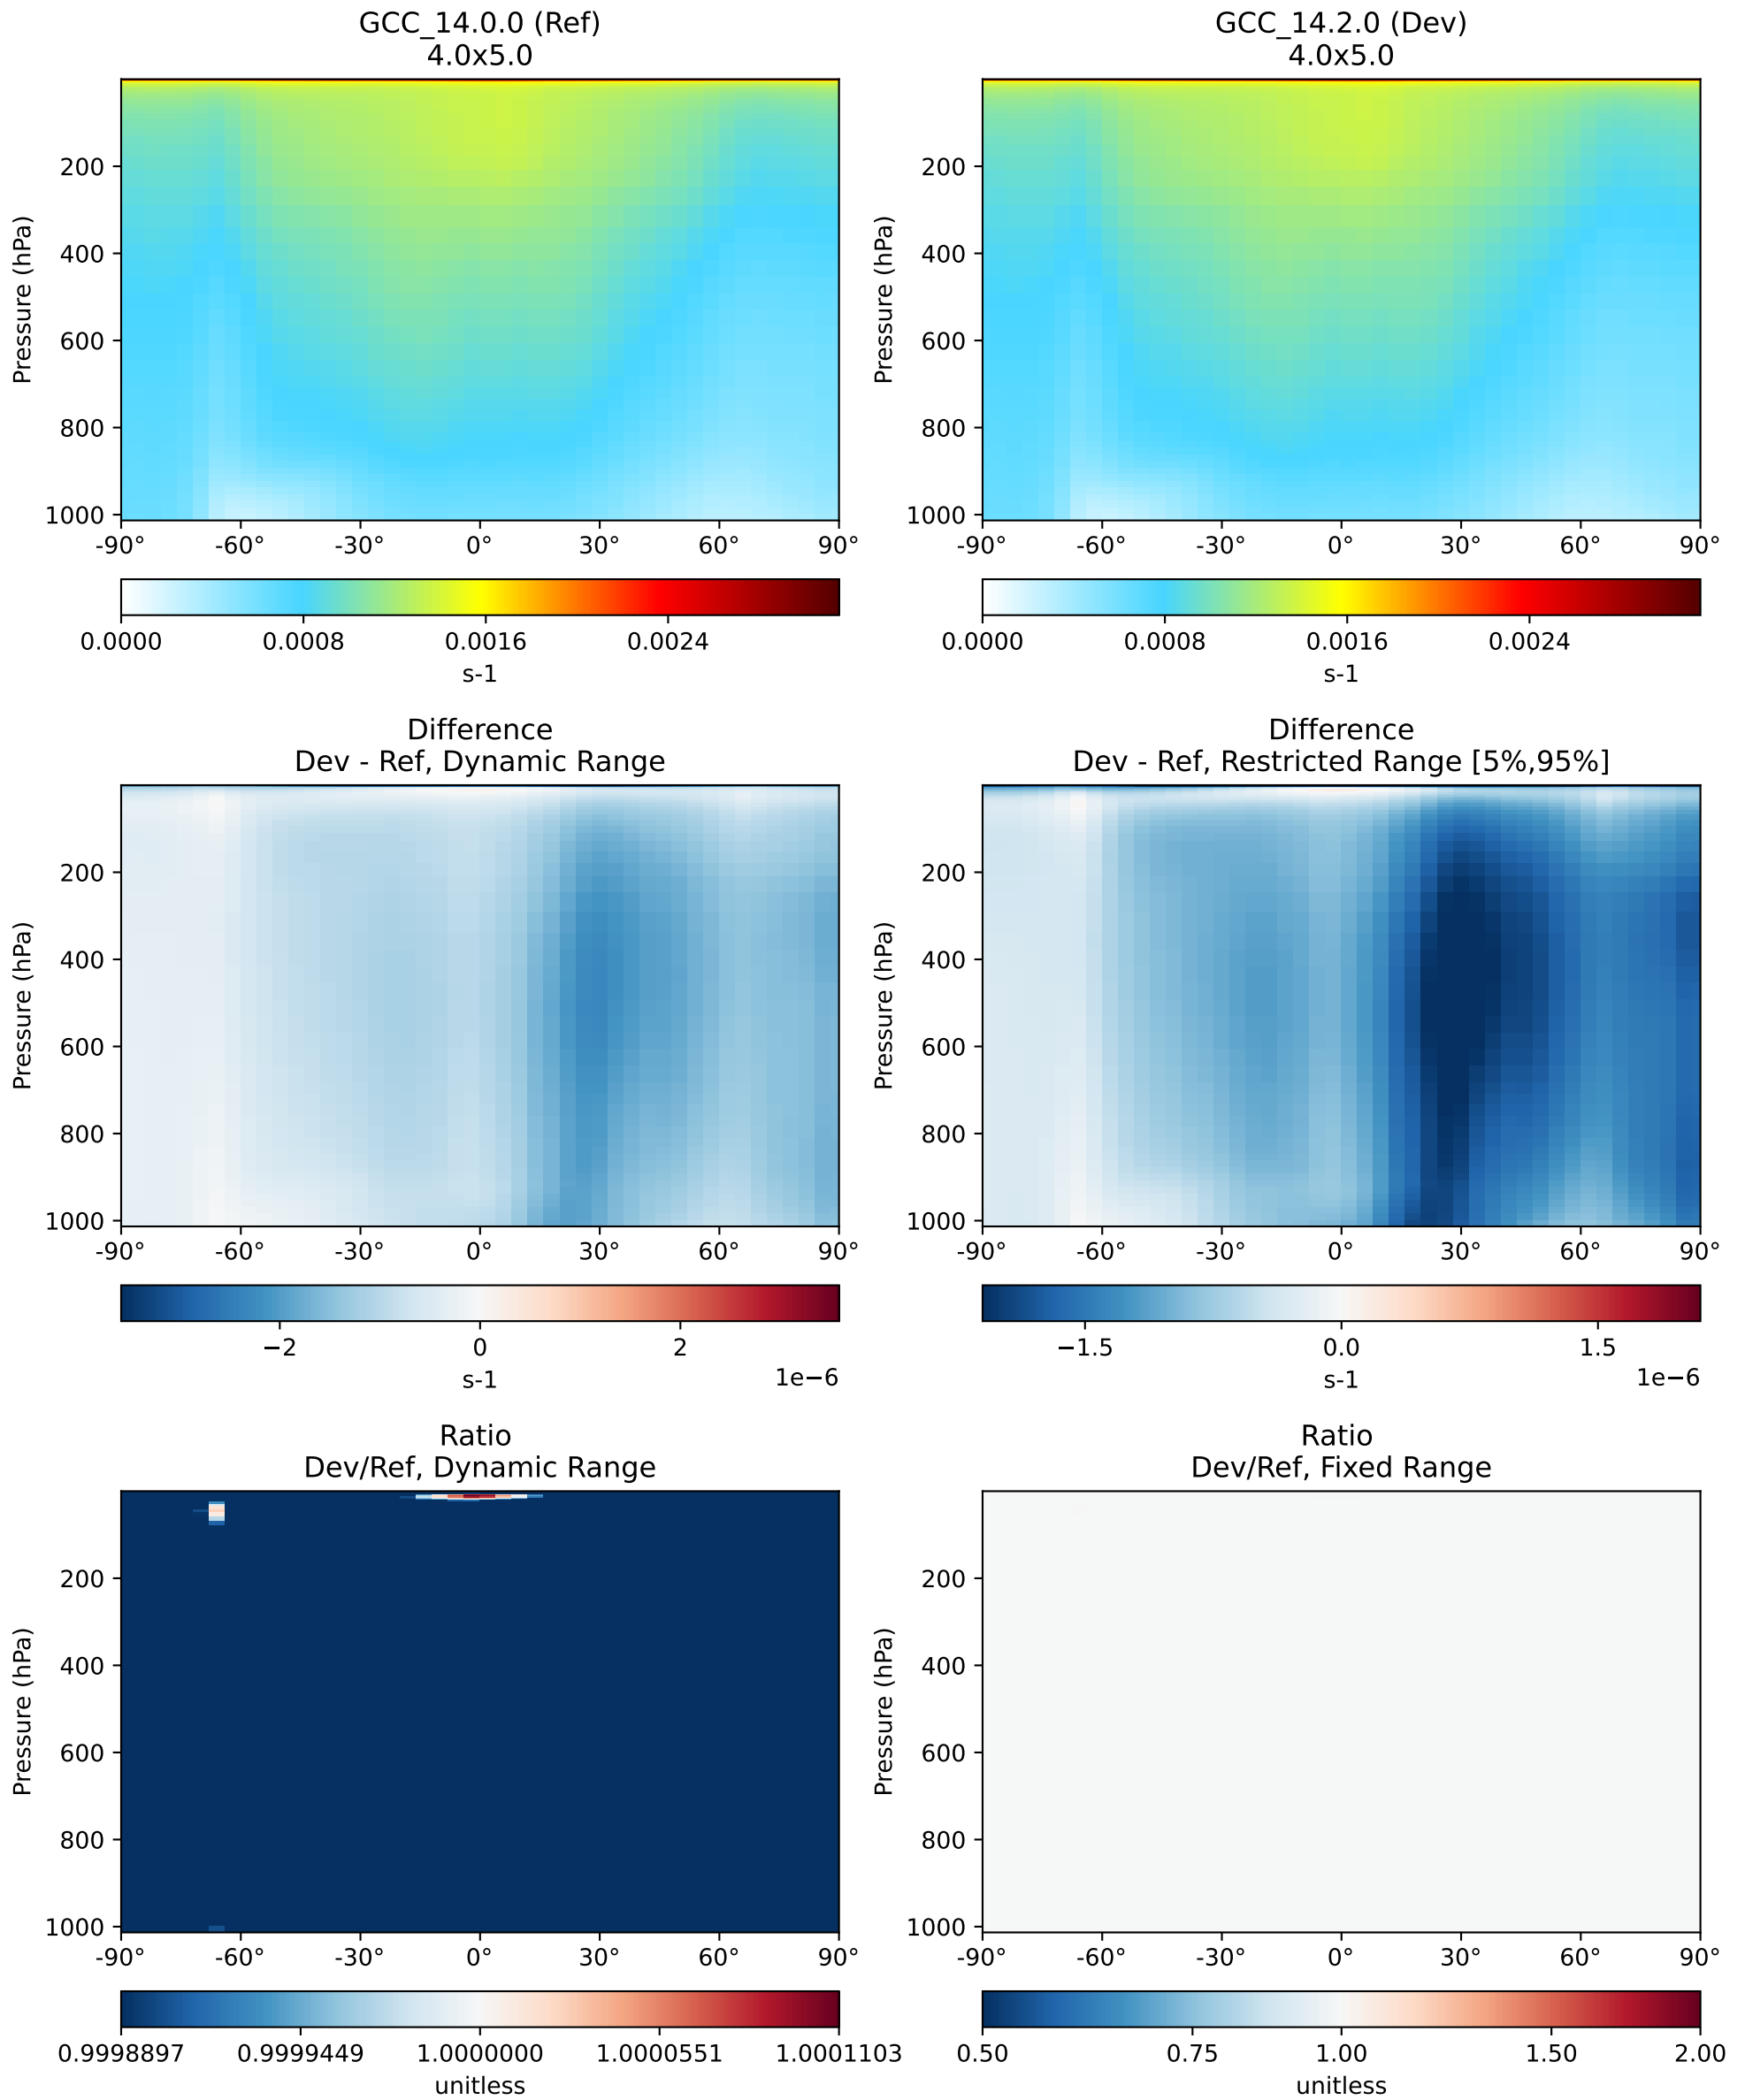 GCC_14.0.0 (Ref)
4.0x5.0
GCC_14.2.0 (Dev)
4.0x5.0
Pressure (hPa)
200
400
600
800
1000
-90° -60° -30° 0° 30° 60° 90°
Pressure (hPa)
200
400
600
800
1000
-90° -60° -30° 0° 30° 60° 90°
0.0000 0.0008 0.0016 0.0024
s-1
0.0000 0.0008 0.0016 0.0024
s-1
Difference
Dev - Ref, Dynamic Range
Difference
Dev - Ref, Restricted Range [5%,95%]
Pressure (hPa)
200
400
600
800
1000
-90° -60° -30° 0° 30° 60° 90°
Pressure (hPa)
200
400
600
800
1000
-90° -60° -30° 0° 30° 60° 90°
−2 0 2
s-1
1e−6
−1.5 0.0 1.5
s-1
1e−6
Ratio
Dev/Ref, Dynamic Range
Ratio
Dev/Ref, Fixed Range
Pressure (hPa)
200
400
600
800
1000
-90° -60° -30° 0° 30° 60° 90°
Pressure (hPa)
200
400
600
800
1000
-90° -60° -30° 0° 30° 60° 90°
0.9998897 0.9999449 1.0000000 1.0000551 1.0001103
unitless
0.50 0.75 1.00 1.50 2.00
unitless